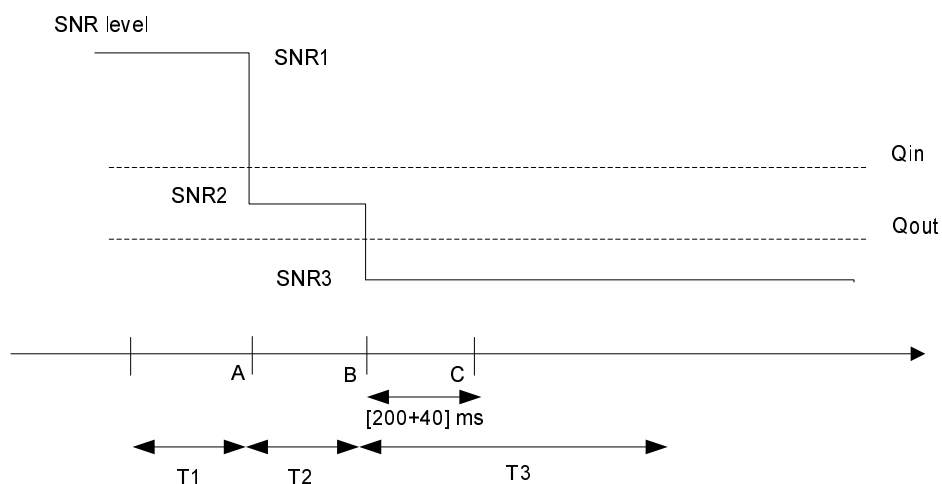 SNR level
SNR1
Qin
SNR2
Qout
SNR3
A
B
C
[200+40] ms
T1
T2
T3